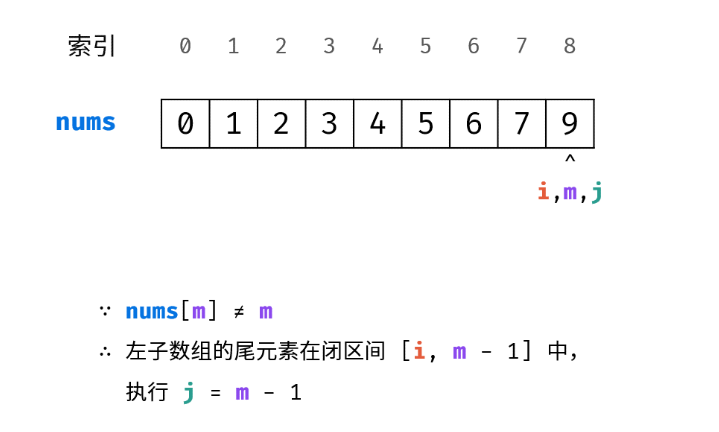 索引 0 1 2 3 4 5 6 7 8
nums 0 1 2 3 4 5 6 7 9
^
i,m,j
∵ nums[m] ≠ m
∴ 左子数组的尾元素在闭区间 [i, m - 1] 中，
执行 j = m - 1